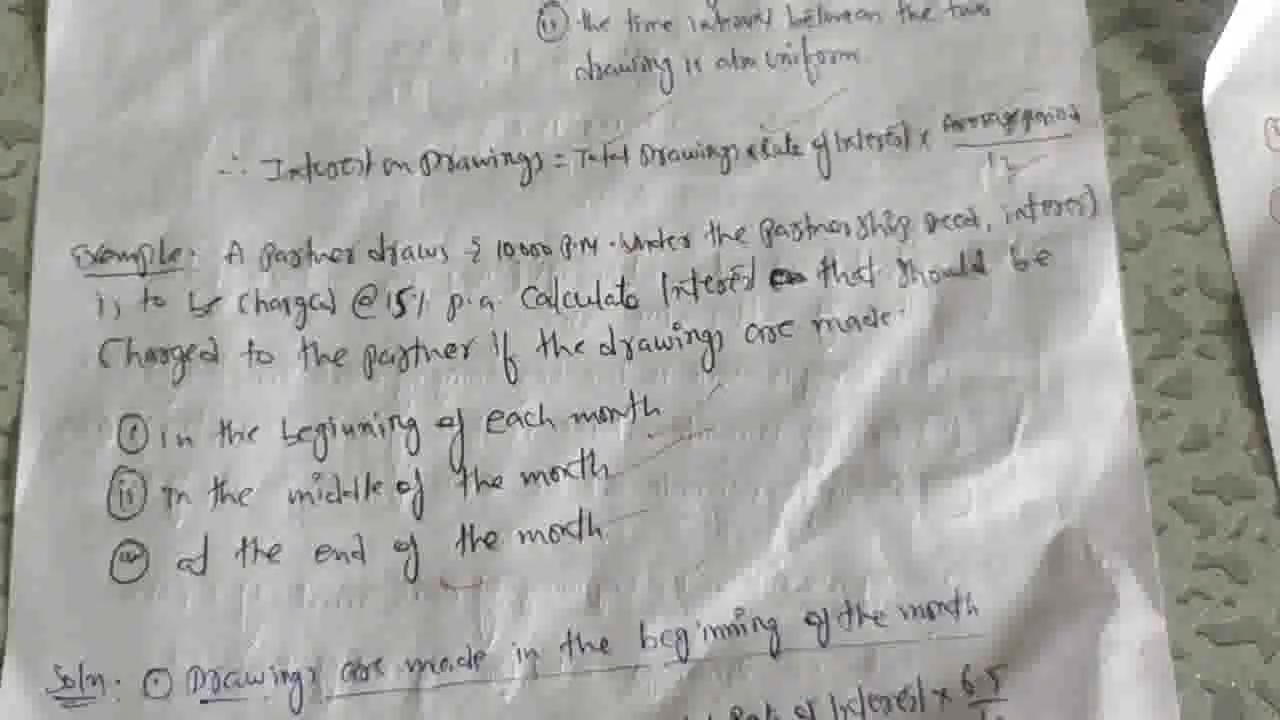 (ii) the time interval between the two
drawing is also uniform.
∴ Interest on Drawings = Total Drawings x Rate of Interest x Average period
12
Example: A partner draws ₹ 10000 P.M. Under the partnership deed, interest
is to be charged @ 15% p.a. Calculate Interest that should be
Charged to the partner if the drawings are made.
(i) in the beginning of each month
(ii) In the middle of the month
(iii) at the end of the month
Soln. (i) Drawings are made in the beginning of the month
Rate of Interest x 6.5